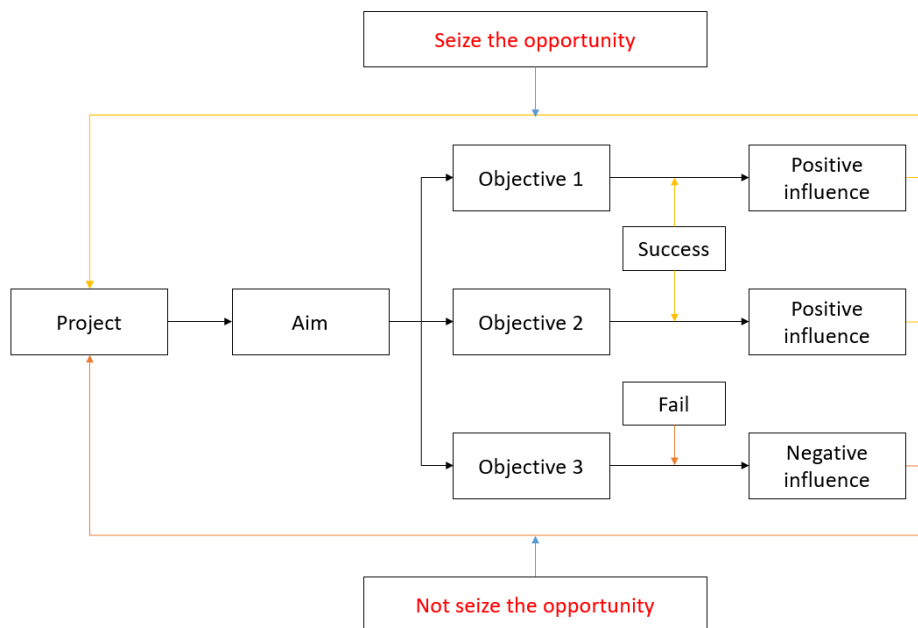 Seize the opportunity
Objective 1
Positive
influence
Success
Project
Aim
Objective 2
Positive
influence
Fail
Objective 3
Negative
influence
Not seize the opportunity